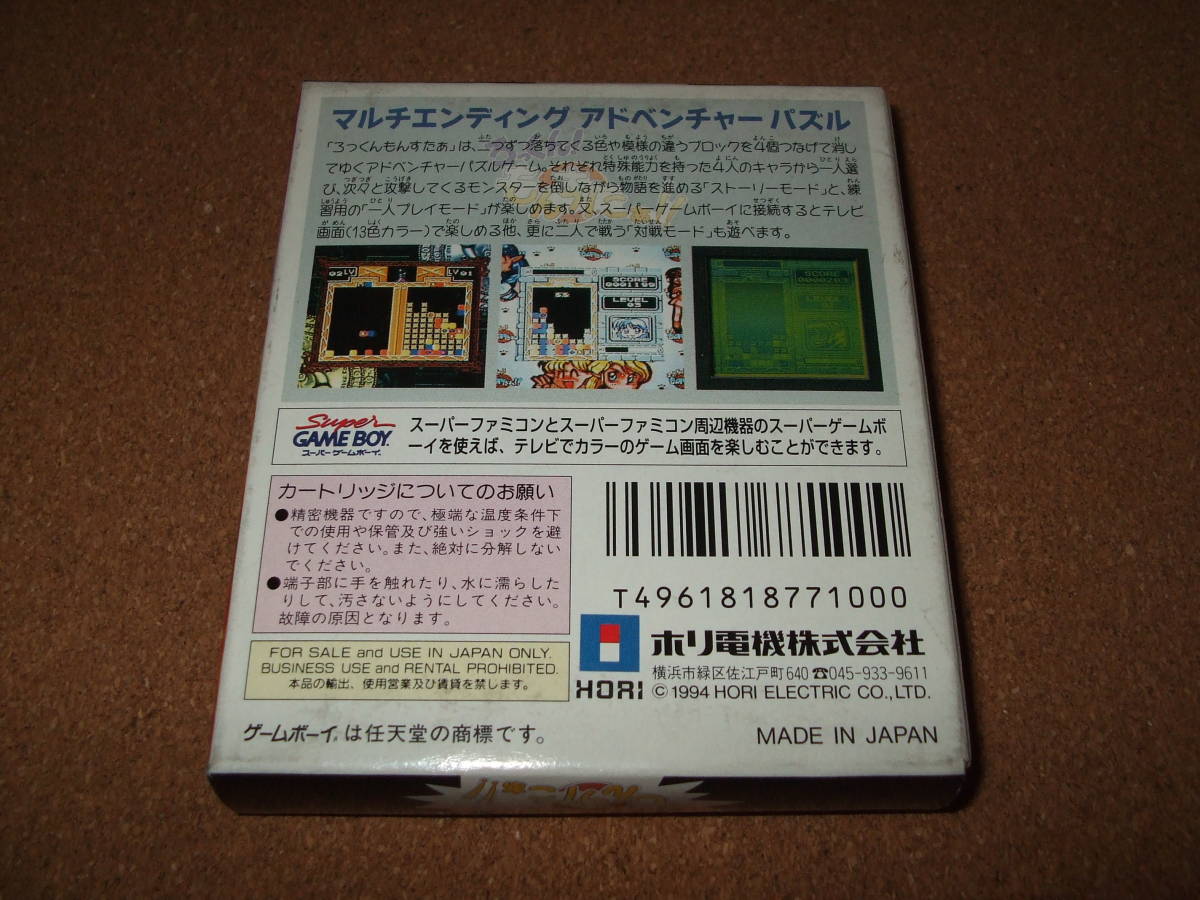 マルチエンディング アドベンチャー パズル
「ろっくんもんすたあ」は、二つずつ落ちてくる色や模様の違うブロックを4個つなげて消し
てゆくアドベンチャーパズルゲーム。それぞれ特殊能力を持った4人のキャラから一人選
び、次々と攻撃してくるモンスターを倒しながら物語を進める「ストーリーモード」と、練
習用の「一人プレイモード」が楽しめます。又、スーパーゲームボーイに接続するとテレビ
画面(13色カラー)で楽しめる他、更に二人で戦う「対戦モード」も遊べます。
02 LV LV 01
SCORE
0001199
LEVEL
03
SCORE
LEVEL
Super
GAME BOY
スーパーゲームボーイ
スーパーファミコンとスーパーファミコン周辺機器のスーパーゲームボ
ーイを使えば、テレビでカラーのゲーム画面を楽しむことができます。
カートリッジについてのお願い
●精密機器ですので、極端な温度条件下
での使用や保管及び強いショックを避
けてください。また、絶対に分解しない
でください。
●端子部に手を触れたり、水に濡らした
りして、汚さないようにしてください。
故障の原因となります。
T4961818771000
FOR SALE and USE IN JAPAN ONLY.
BUSINESS USE and RENTAL PROHIBITED.
本品の輸出、使用営業及び賃貸を禁じます。
HORI
ホリ電機株式会社
横浜市緑区佐江戸町640 ☎045-933-9611
©1994 HORI ELECTRIC CO.,LTD.
ゲームボーイは任天堂の商標です。
MADE IN JAPAN